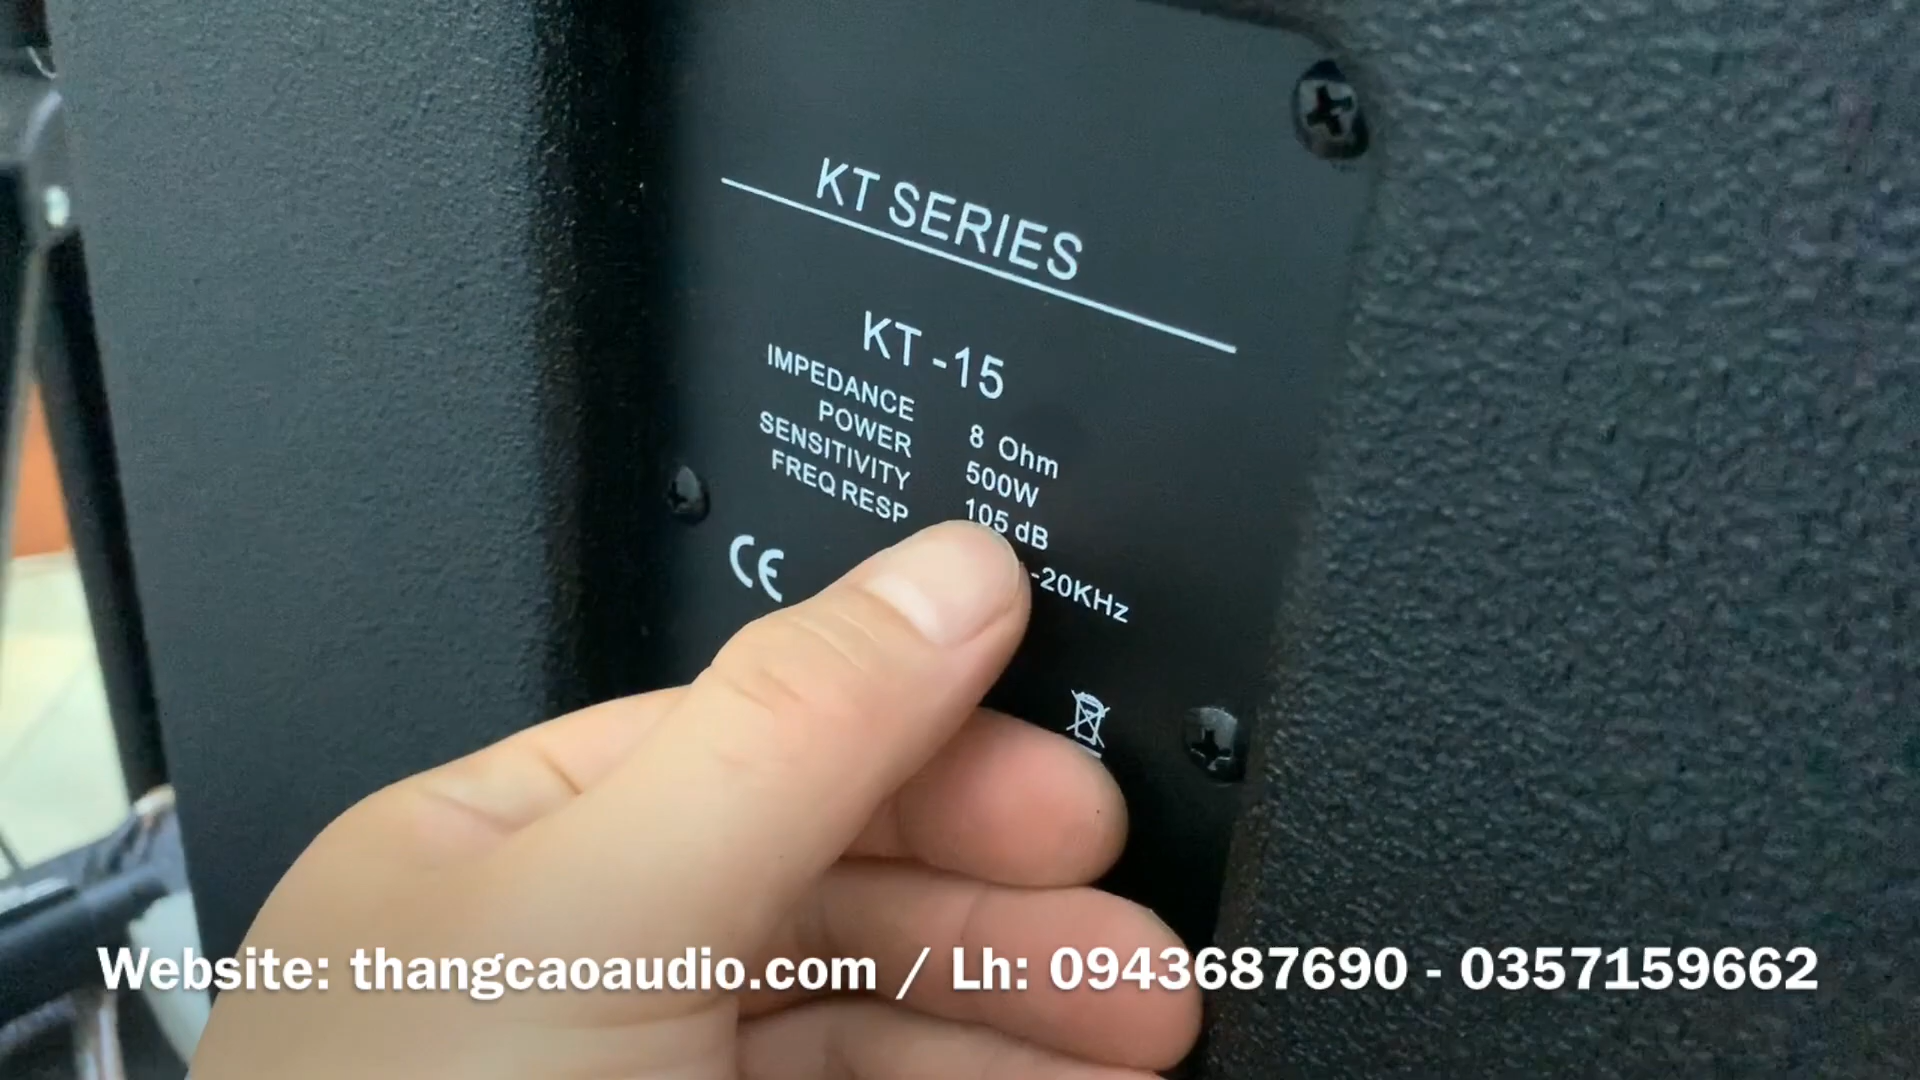 KT SERIES
KT -15
IMPEDANCE 8 Ohm
POWER 500W
SENSITIVITY 105 dB
FREQ RESP -20KHz
CE
Website: thangcaoaudio.com / Lh: 0943687690 - 0357159662